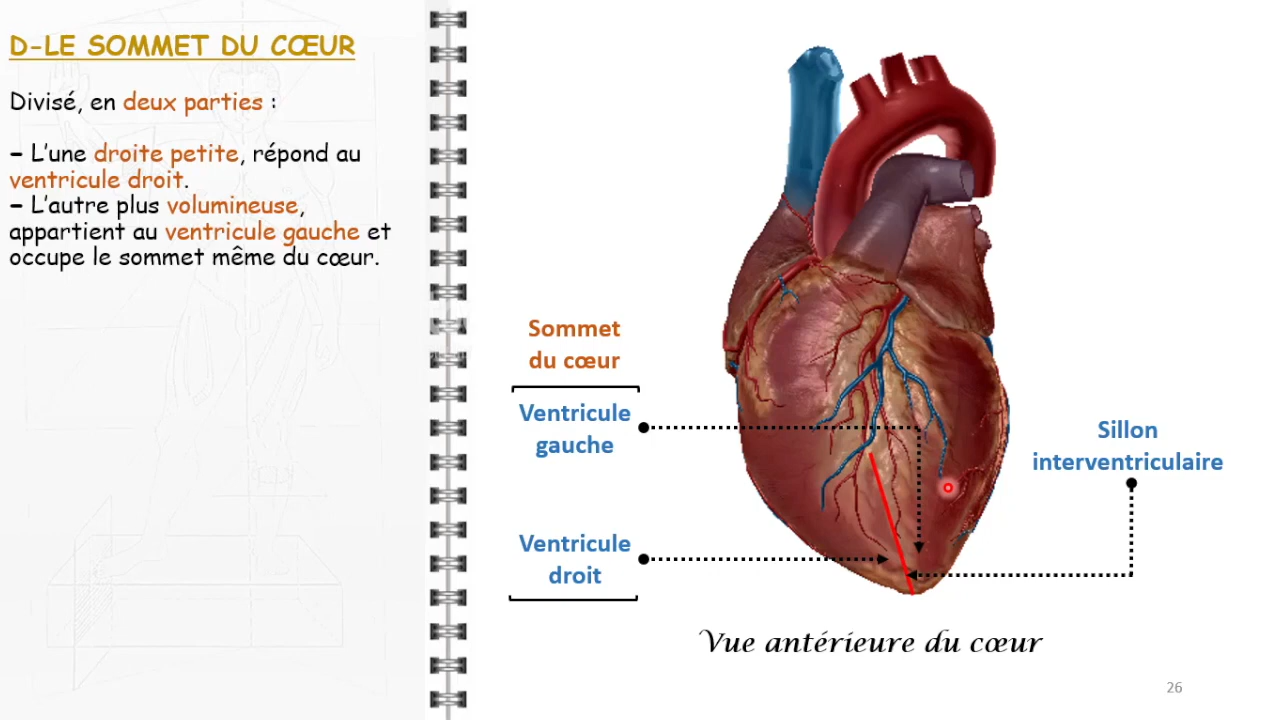 D-LE SOMMET DU CŒUR
Divisé, en deux parties :
– L’une droite petite, répond au
ventricule droit.
– L’autre plus volumineuse,
appartient au ventricule gauche et
occupe le sommet même du cœur.
Sommet
du cœur
Ventricule
gauche
Ventricule
droit
Sillon
interventriculaire
Vue antérieure du cœur
26